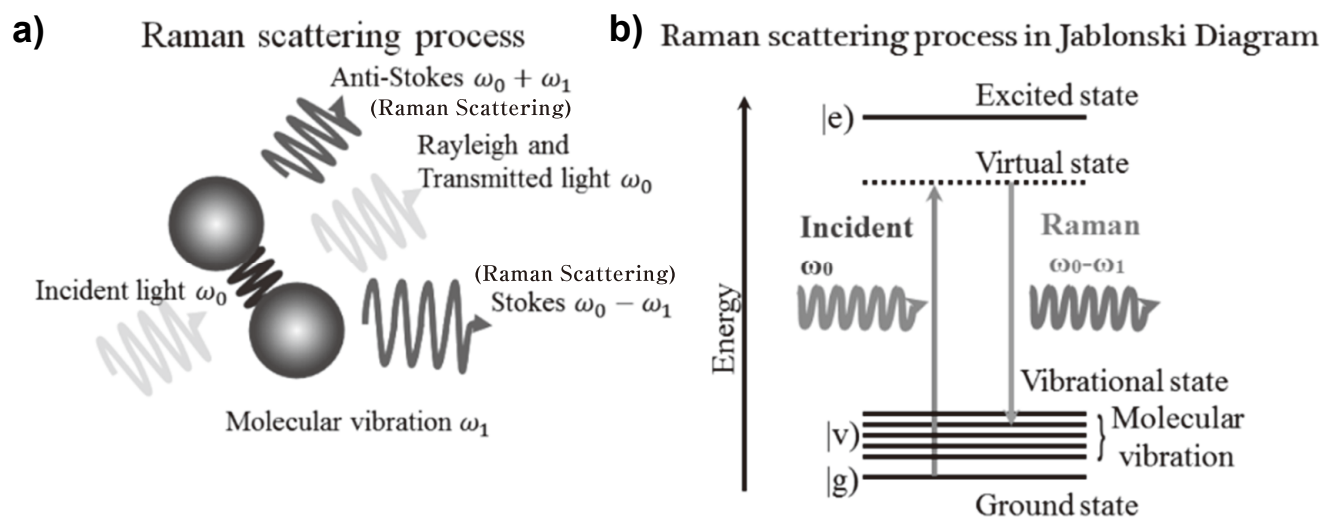 a)
Raman scattering process
Anti-Stokes ω₀ + ω₁
(Raman Scattering)
Rayleigh and
Transmitted light ω₀
(Raman Scattering)
Stokes ω₀ − ω₁
Incident light ω₀
Molecular vibration ω₁
b)
Raman scattering process in Jablonski Diagram
Energy
Excited state
|e)
Virtual state
Incident
ω₀
Raman
ω₀-ω₁
Vibrational state
|v)
Molecular
vibration
|g)
Ground state